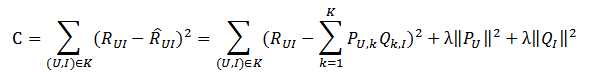 C = ∑_{(U,I)∈K} (R_{UI} − R̂_{UI})² = ∑_{(U,I)∈K} (R_{UI} − ∑_{k=1}^{K} P_{U,k}Q_{k,I})² + λ‖P_U‖² + λ‖Q_I‖²